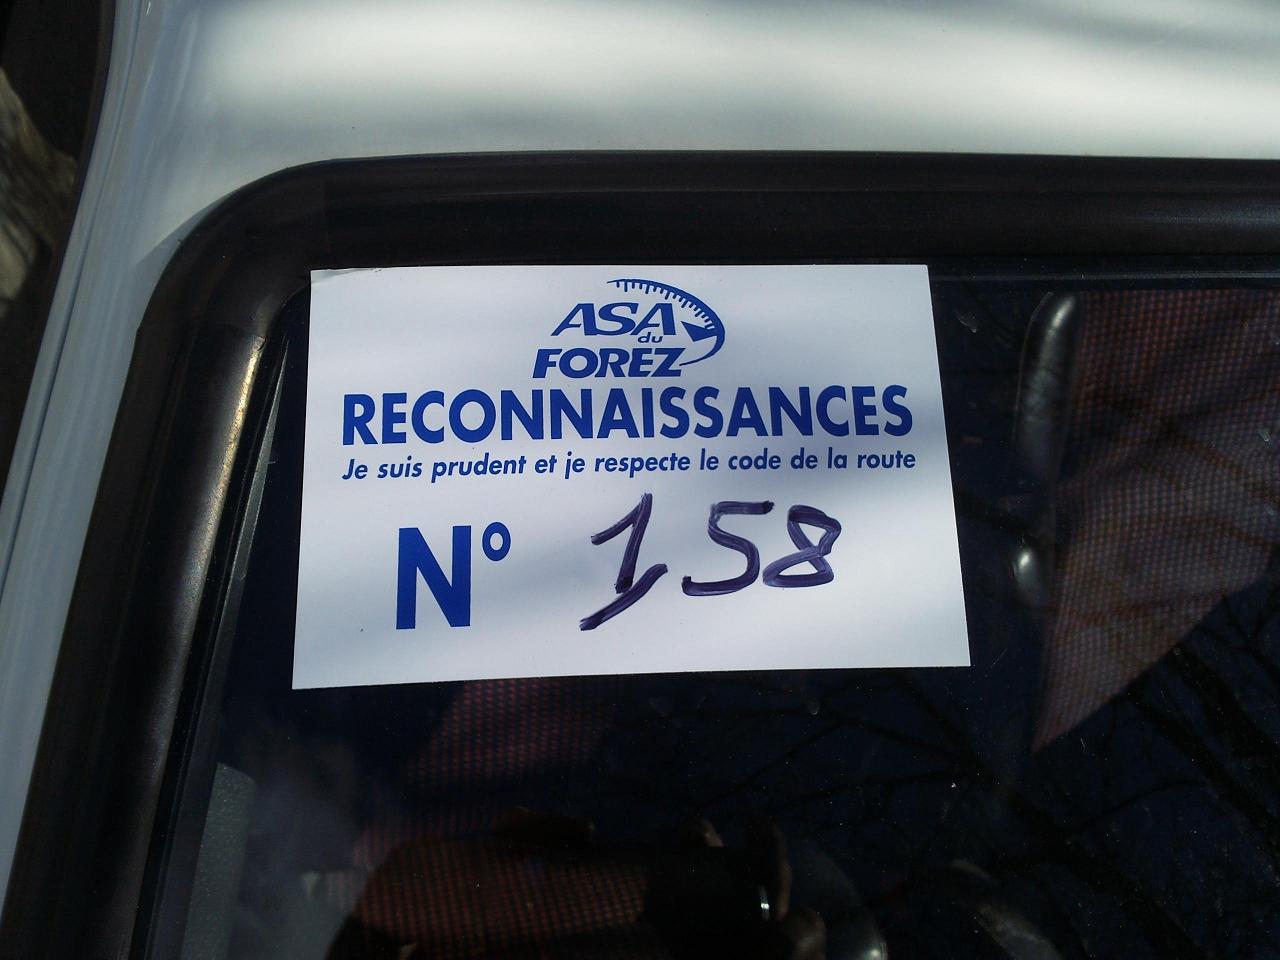 ASA
du
FOREZ
RECONNAISSANCES
Je suis prudent et je respecte le code de la route
N° 158